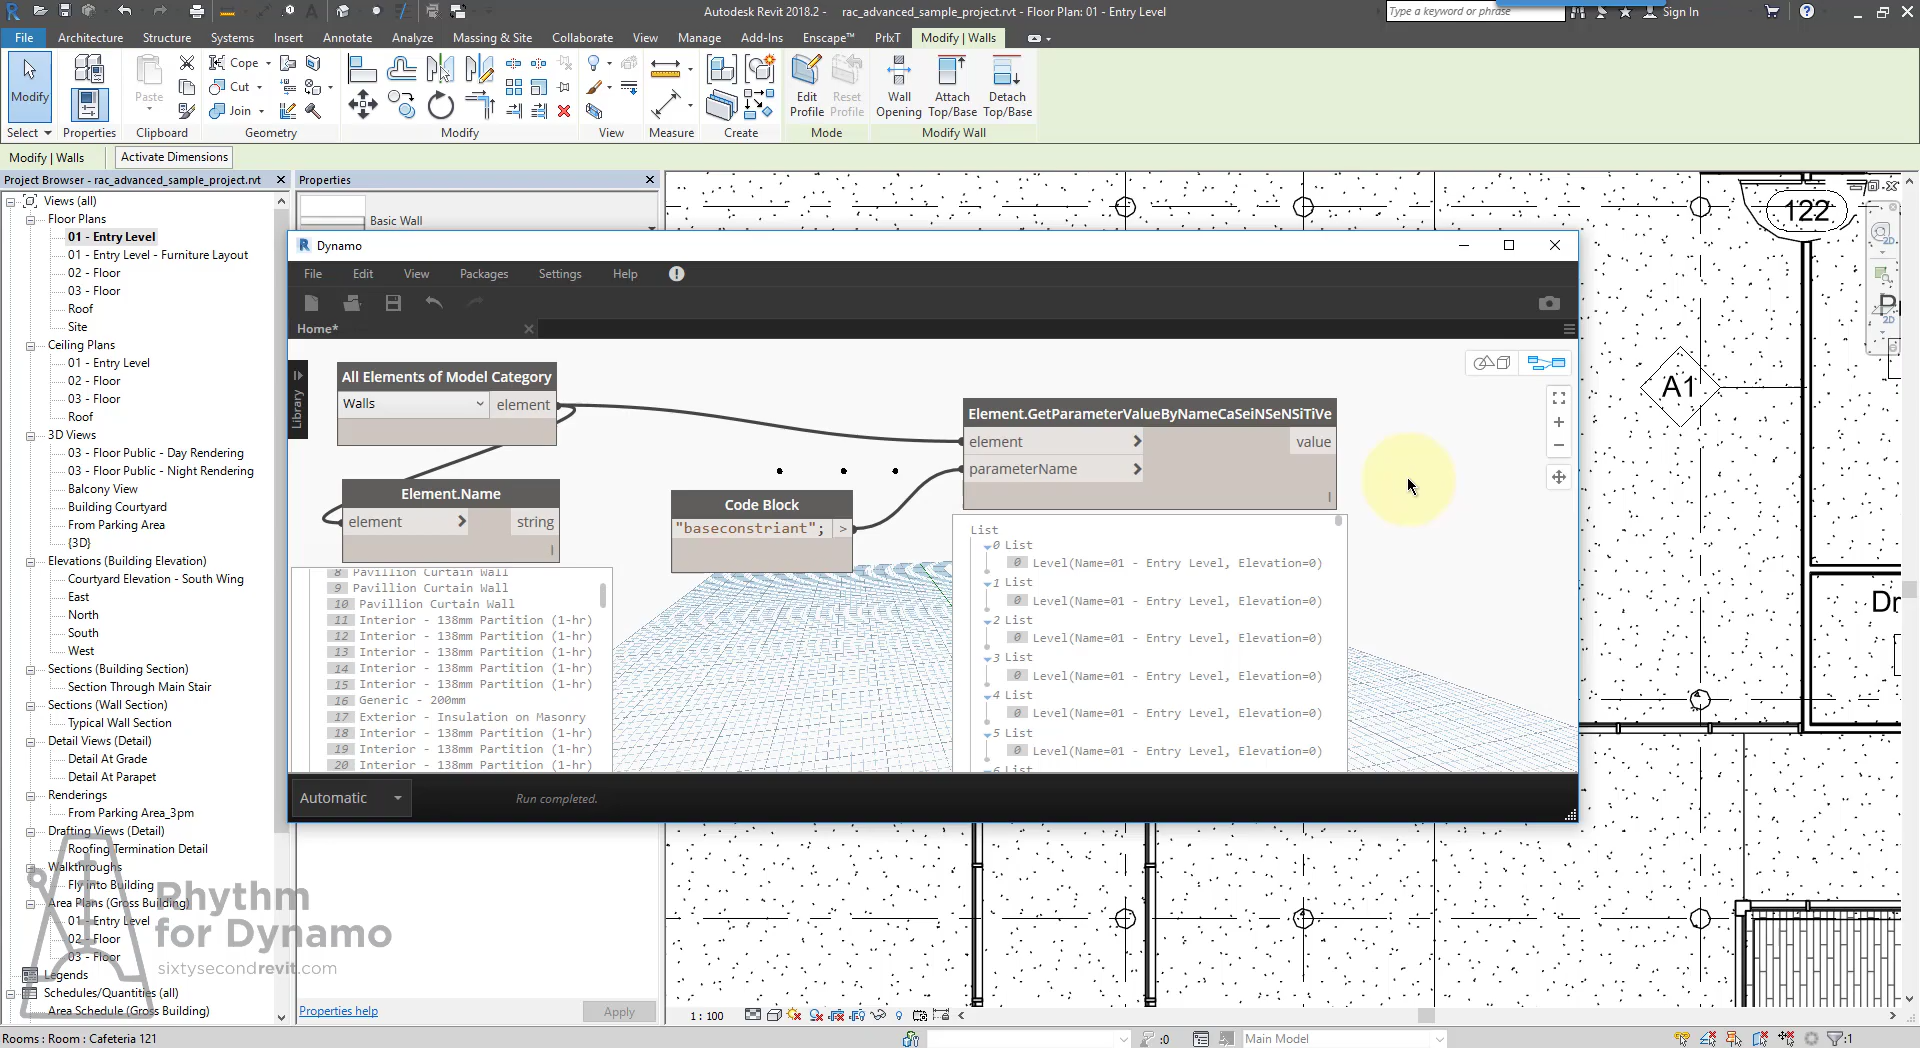 Autodesk Revit 2018.2 - rac_advanced_sample_project.rvt - Floor Plan: 01 - Entry Level
Type a keyword or phrase
Sign In
File Architecture Structure Systems Insert Annotate Analyze Massing & Site Collaborate View Manage Add-Ins Enscape™ PrlxT Modify | Walls
Modify
Paste
Cope
Cut
Join
Edit Profile
Reset Profile
Wall Opening
Attach Top/Base
Detach Top/Base
Select Properties Clipboard Geometry Modify View Measure Create Mode Modify Wall
Modify | Walls
Activate Dimensions
Project Browser - rac_advanced_sample_project.rvt
Views (all)
Floor Plans
01 - Entry Level
01 - Entry Level - Furniture Layout
02 - Floor
03 - Floor
Roof
Site
Ceiling Plans
01 - Entry Level
02 - Floor
03 - Floor
Roof
3D Views
03 - Floor Public - Day Rendering
03 - Floor Public - Night Rendering
Balcony View
Building Courtyard
From Parking Area
{3D}
Elevations (Building Elevation)
Courtyard Elevation - South Wing
East
North
South
West
Sections (Building Section)
Section Through Main Stair
Sections (Wall Section)
Typical Wall Section
Detail Views (Detail)
Detail At Grade
Detail At Parapet
Renderings
From Parking Area_3pm
Drafting Views (Detail)
Roofing Termination Detail
Walkthroughs
Fly into Building
Area Plans (Gross Building)
01 - Entry Level
02 - Floor
03 - Floor
Legends
Schedules/Quantities (all)
Area Schedule (Gross Building)
Rhythm
for Dynamo
sixtysecondrevit.com
Properties
Basic Wall
Properties help
Apply
Dynamo
File Edit View Packages Settings Help
Home*
Library
All Elements of Model Category
Walls
element
Element.Name
element
string
8 Pavillion Curtain Wall
9 Pavillion Curtain Wall
10 Pavillion Curtain Wall
11 Interior - 138mm Partition (1-hr)
12 Interior - 138mm Partition (1-hr)
13 Interior - 138mm Partition (1-hr)
14 Interior - 138mm Partition (1-hr)
15 Interior - 138mm Partition (1-hr)
16 Generic - 200mm
17 Exterior - Insulation on Masonry
18 Interior - 138mm Partition (1-hr)
19 Interior - 138mm Partition (1-hr)
20 Interior - 138mm Partition (1-hr)
Code Block
"baseconstriant";
>
Element.GetParameterValueByNameCaSeiNSeNSiTiVe
element
value
parameterName
List
0 List
0 Level(Name=01 - Entry Level, Elevation=0)
1 List
0 Level(Name=01 - Entry Level, Elevation=0)
2 List
0 Level(Name=01 - Entry Level, Elevation=0)
3 List
0 Level(Name=01 - Entry Level, Elevation=0)
4 List
0 Level(Name=01 - Entry Level, Elevation=0)
5 List
0 Level(Name=01 - Entry Level, Elevation=0)
6 List
Automatic
Run completed.
122
A1
2D
2D
1 : 100
Rooms : Room : Cafeteria 121
:0
Main Model
:1